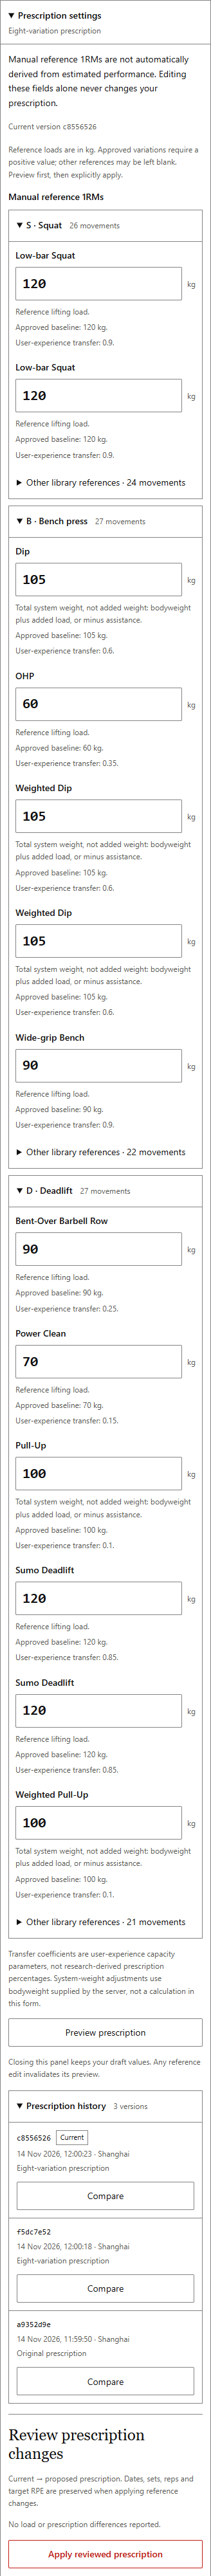 ▼ Prescription settings
Eight-variation prescription
Manual reference 1RMs are not automatically
derived from estimated performance. Editing
these fields alone never changes your
prescription.
Current version c8556526
Reference loads are in kg. Approved variations require a
positive value; other references may be left blank.
Preview first, then explicitly apply.
Manual reference 1RMs
▼ S · Squat 26 movements
Low-bar Squat
120 kg
Reference lifting load.
Approved baseline: 120 kg.
User-experience transfer: 0.9.
Low-bar Squat
120 kg
Reference lifting load.
Approved baseline: 120 kg.
User-experience transfer: 0.9.
▶ Other library references · 24 movements
▼ B · Bench press 27 movements
Dip
105 kg
Total system weight, not added weight: bodyweight
plus added load, or minus assistance.
Approved baseline: 105 kg.
User-experience transfer: 0.6.
OHP
60 kg
Reference lifting load.
Approved baseline: 60 kg.
User-experience transfer: 0.35.
Weighted Dip
105 kg
Total system weight, not added weight: bodyweight
plus added load, or minus assistance.
Approved baseline: 105 kg.
User-experience transfer: 0.6.
Weighted Dip
105 kg
Total system weight, not added weight: bodyweight
plus added load, or minus assistance.
Approved baseline: 105 kg.
User-experience transfer: 0.6.
Wide-grip Bench
90 kg
Reference lifting load.
Approved baseline: 90 kg.
User-experience transfer: 0.9.
▶ Other library references · 22 movements
▼ D · Deadlift 27 movements
Bent-Over Barbell Row
90 kg
Reference lifting load.
Approved baseline: 90 kg.
User-experience transfer: 0.25.
Power Clean
70 kg
Reference lifting load.
Approved baseline: 70 kg.
User-experience transfer: 0.15.
Pull-Up
100 kg
Total system weight, not added weight: bodyweight
plus added load, or minus assistance.
Approved baseline: 100 kg.
User-experience transfer: 0.1.
Sumo Deadlift
120 kg
Reference lifting load.
Approved baseline: 120 kg.
User-experience transfer: 0.85.
Sumo Deadlift
120 kg
Reference lifting load.
Approved baseline: 120 kg.
User-experience transfer: 0.85.
Weighted Pull-Up
100 kg
Total system weight, not added weight: bodyweight
plus added load, or minus assistance.
Approved baseline: 100 kg.
User-experience transfer: 0.1.
▶ Other library references · 21 movements
Transfer coefficients are user-experience capacity
parameters, not research-derived prescription
percentages. System-weight adjustments use
bodyweight supplied by the server, not a calculation in
this form.
Preview prescription
Closing this panel keeps your draft values. Any reference
edit invalidates its preview.
▼ Prescription history 3 versions
c8556526 Current
14 Nov 2026, 12:00:23 · Shanghai
Eight-variation prescription
Compare
f5dc7e52
14 Nov 2026, 12:00:18 · Shanghai
Eight-variation prescription
Compare
a9352d9e
14 Nov 2026, 11:59:50 · Shanghai
Original prescription
Compare
Review prescription
changes
Current → proposed prescription. Dates, sets, reps and
target RPE are preserved when applying reference
changes.
No load or prescription differences reported.
Apply reviewed prescription